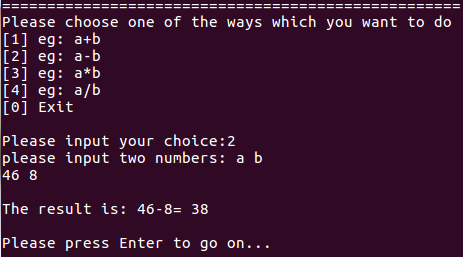 ====================================================
Please choose one of the ways which you want to do
[1] eg: a+b
[2] eg: a-b
[3] eg: a*b
[4] eg: a/b
[0] Exit
Please input your choice:2
please input two numbers: a b
46 8
The result is: 46-8= 38
Please press Enter to go on...